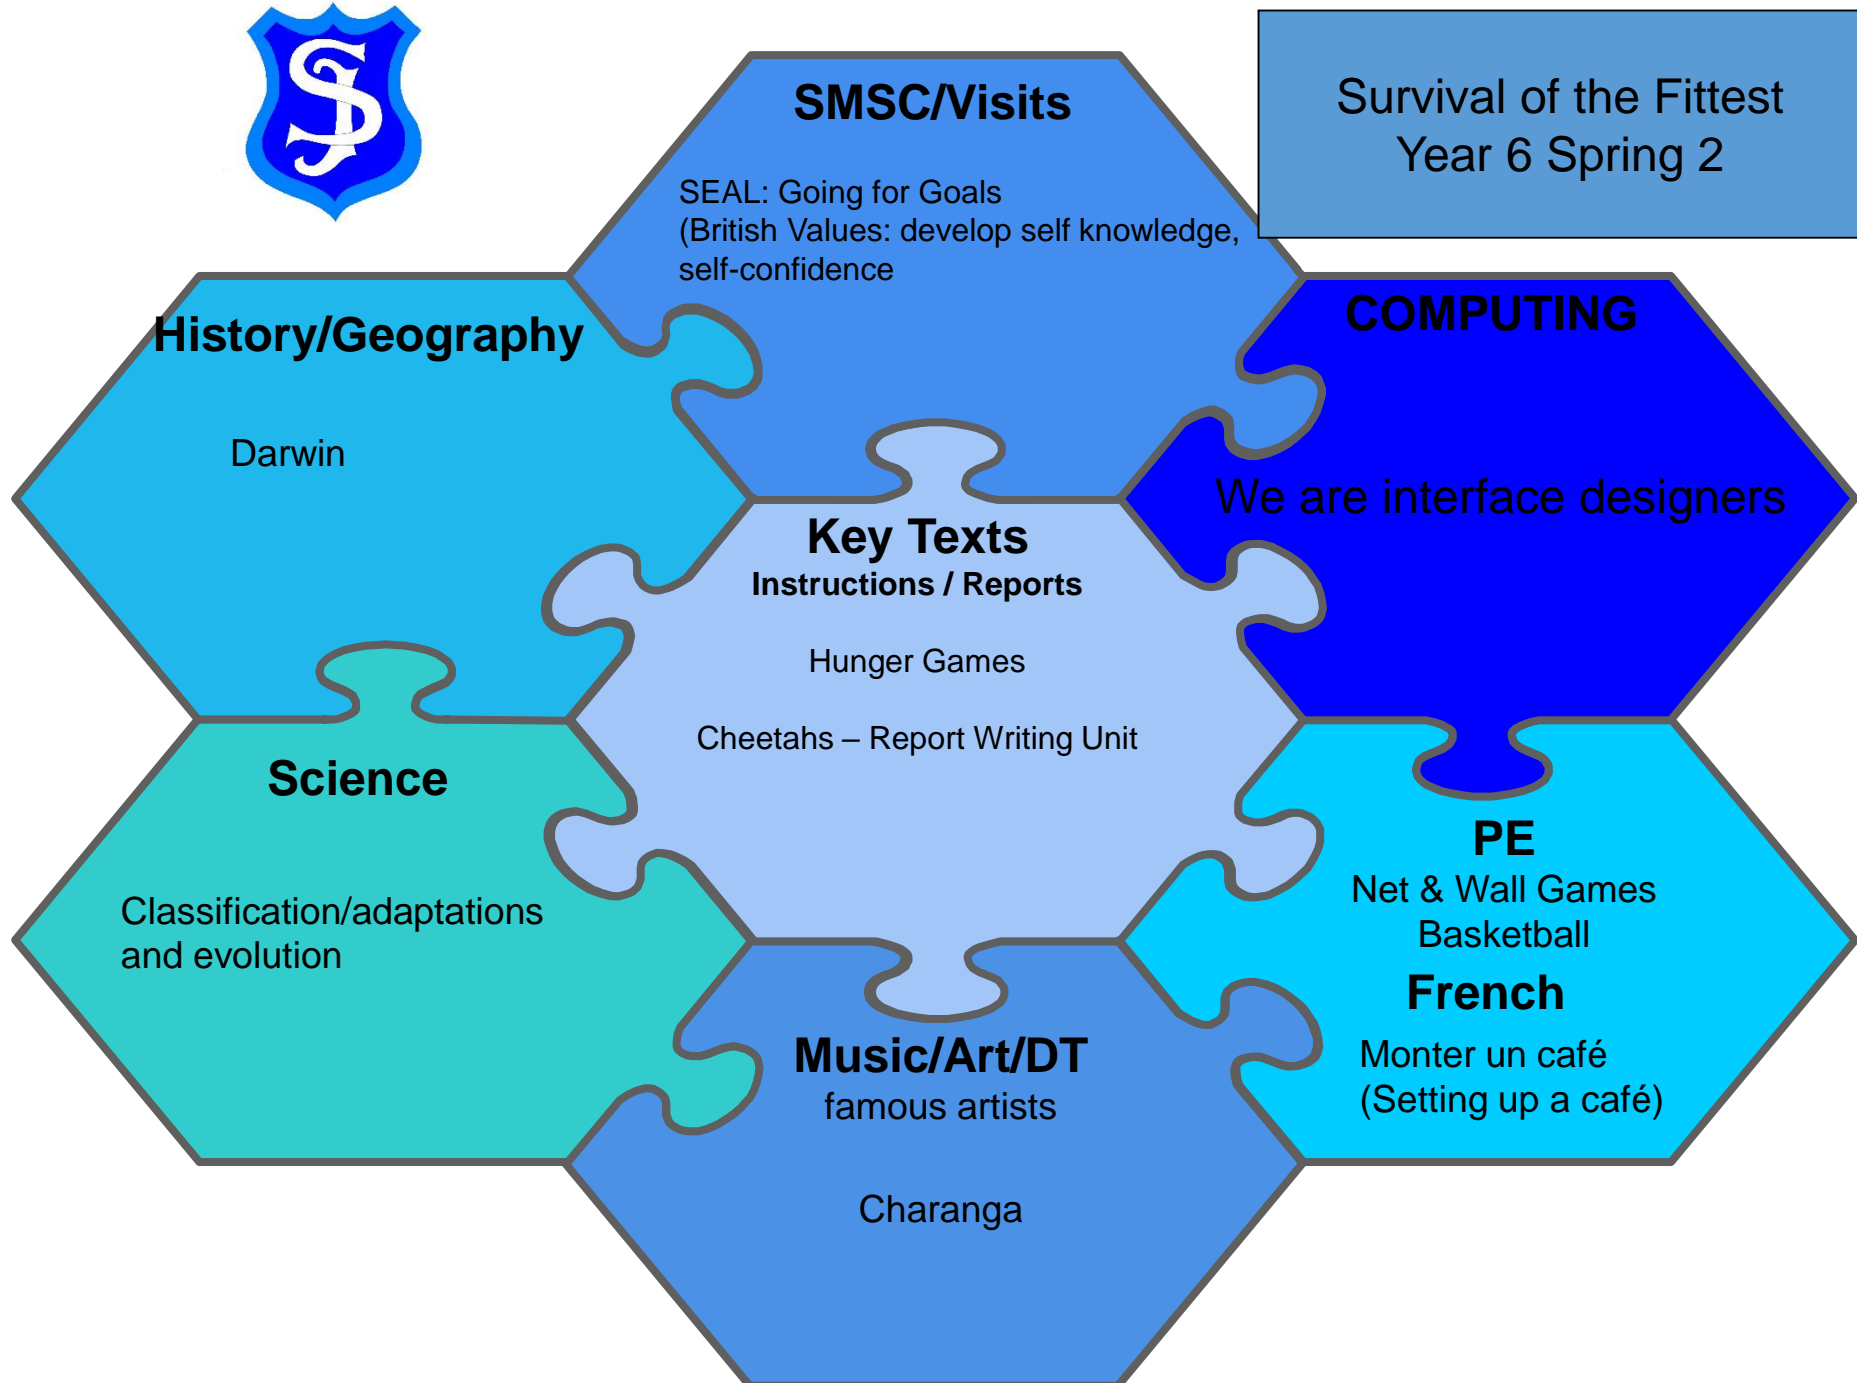 SJ
Survival of the Fittest
Year 6 Spring 2
SMSC/Visits
SEAL: Going for Goals
(British Values: develop self knowledge,
self-confidence
History/Geography
Darwin
COMPUTING
We are interface designers
Key Texts
Instructions / Reports
Hunger Games
Cheetahs – Report Writing Unit
Science
Classification/adaptations
and evolution
PE
Net & Wall Games
Basketball
French
Monter un café
(Setting up a café)
Music/Art/DT
famous artists
Charanga